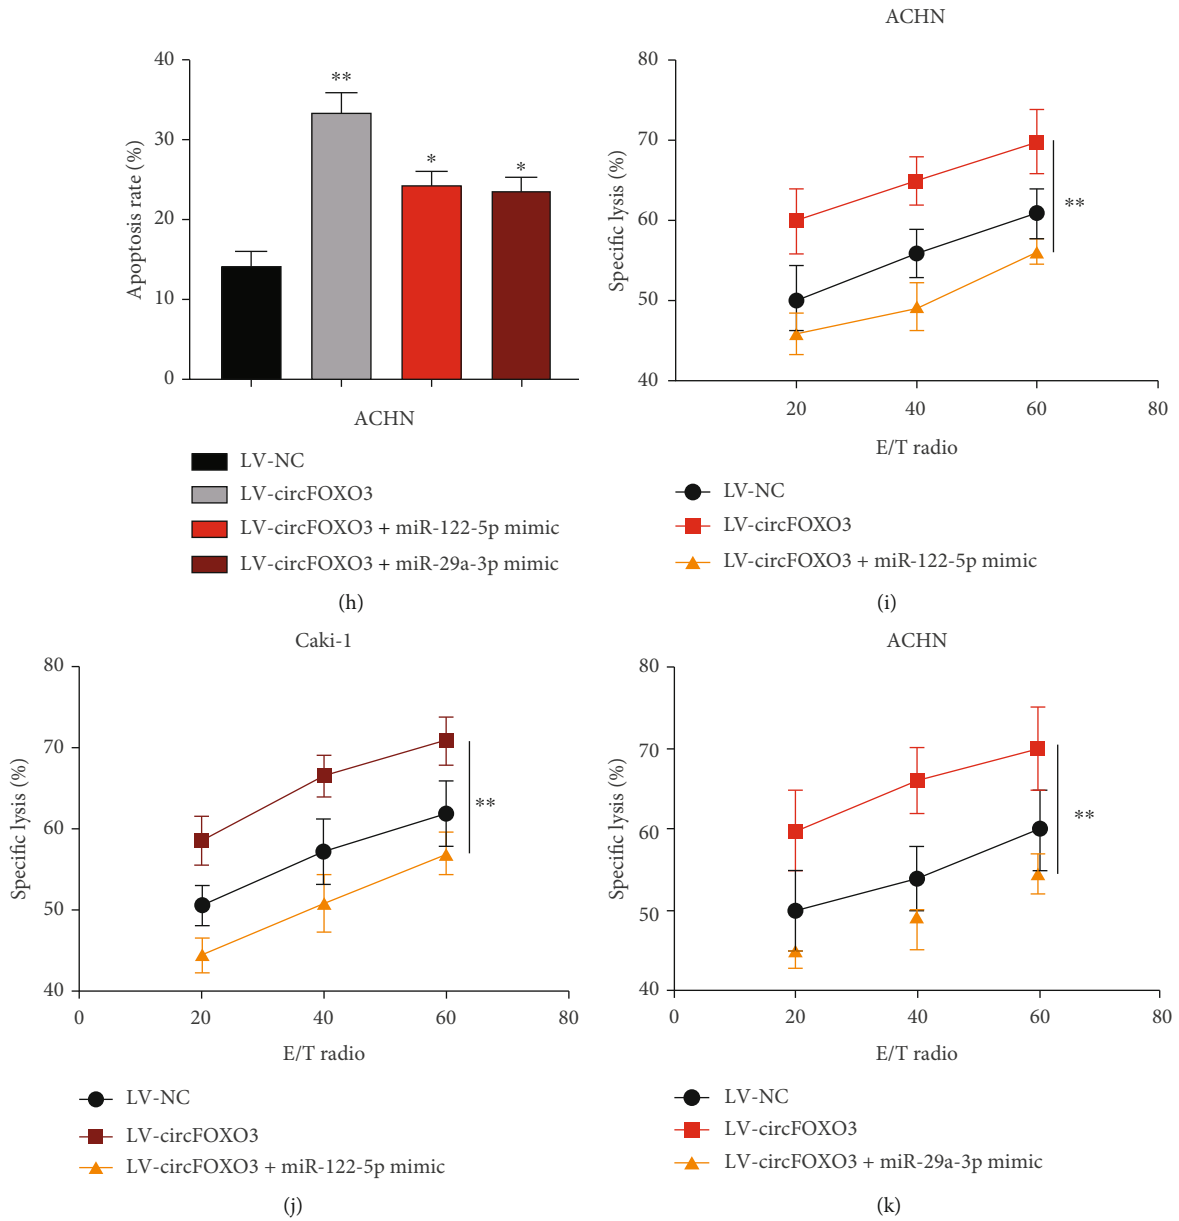 40
30
20
10
0
Apoptosis rate (%)
**
*
*
ACHN
LV-NC
LV-circFOXO3
LV-circFOXO3 + miR-122-5p mimic
LV-circFOXO3 + miR-29a-3p mimic
(h)
ACHN
80
70
60
50
40
Specific lysis (%)
**
20 40 60 80
E/T radio
LV-NC
LV-circFOXO3
LV-circFOXO3 + miR-122-5p mimic
(i)
Caki-1
80
70
60
50
40
Specific lysis (%)
**
0 20 40 60 80
E/T radio
LV-NC
LV-circFOXO3
LV-circFOXO3 + miR-122-5p mimic
(j)
ACHN
80
70
60
50
40
Specific lysis (%)
**
0 20 40 60 80
E/T radio
LV-NC
LV-circFOXO3
LV-circFOXO3 + miR-29a-3p mimic
(k)